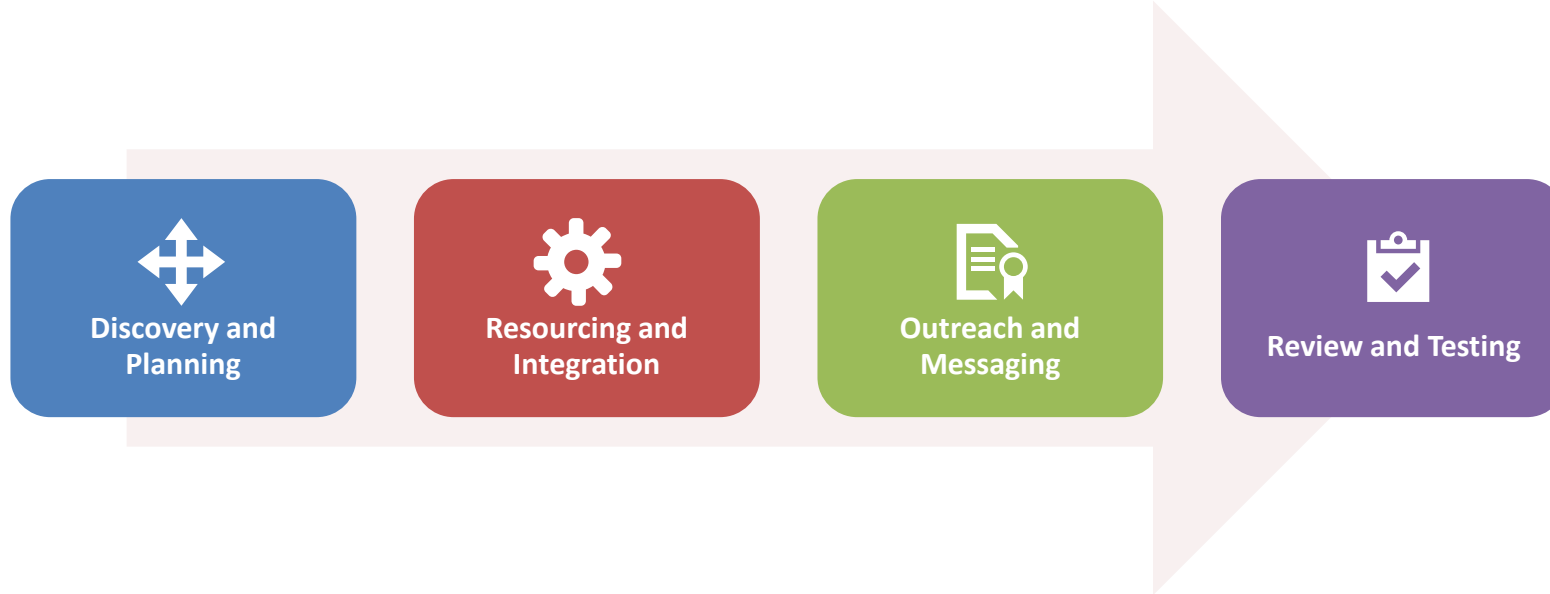 Discovery and
Planning
Resourcing and
Integration
Outreach and
Messaging
Review and Testing